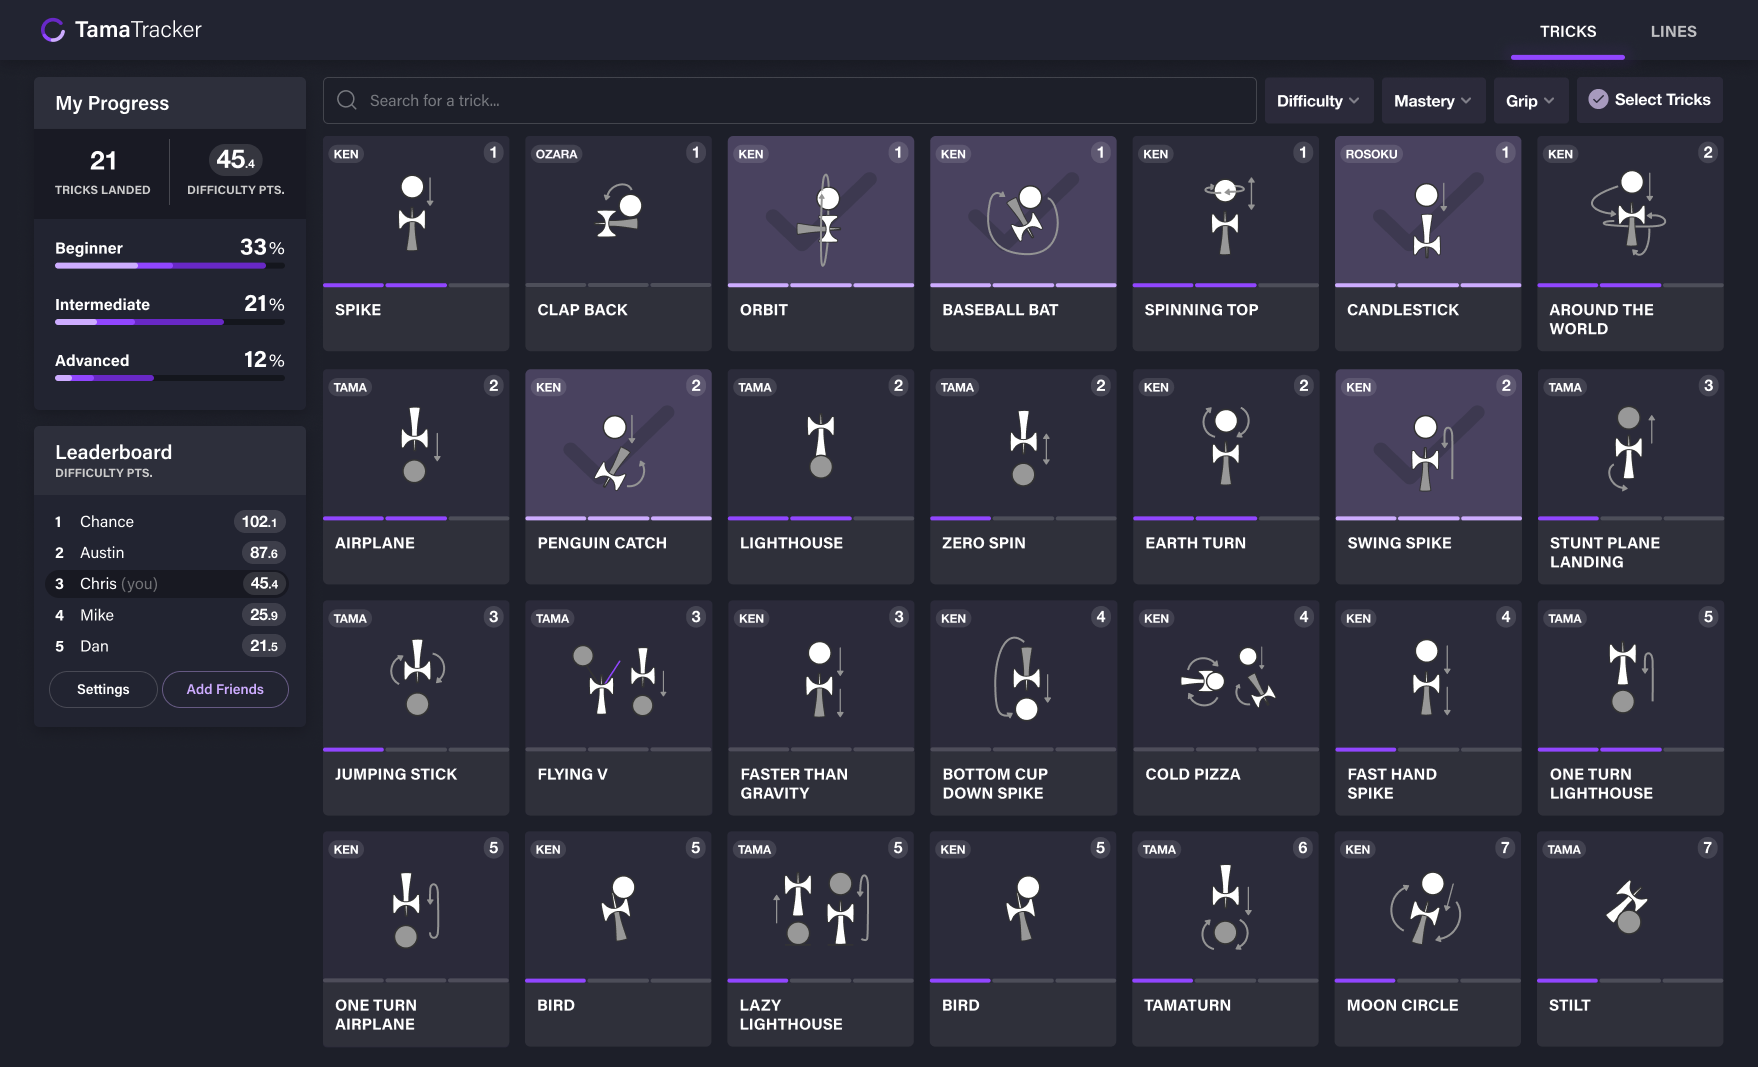 TamaTracker
TRICKS
LINES
My Progress
21
TRICKS LANDED
45.4
DIFFICULTY PTS.
Beginner 33%
Intermediate 21%
Advanced 12%
Leaderboard
DIFFICULTY PTS.
1 Chance 102.1
2 Austin 87.6
3 Chris (you) 45.4
4 Mike 25.9
5 Dan 21.5
Settings
Add Friends
Search for a trick...
Difficulty
Mastery
Grip
Select Tricks
KEN 1
SPIKE
OZARA 1
CLAP BACK
KEN 1
ORBIT
KEN 1
BASEBALL BAT
KEN 1
SPINNING TOP
ROSOKU 1
CANDLESTICK
KEN 2
AROUND THE
WORLD
TAMA 2
AIRPLANE
KEN 2
PENGUIN CATCH
TAMA 2
LIGHTHOUSE
TAMA 2
ZERO SPIN
KEN 2
EARTH TURN
KEN 2
SWING SPIKE
TAMA 3
STUNT PLANE
LANDING
TAMA 3
JUMPING STICK
TAMA 3
FLYING V
KEN 3
FASTER THAN
GRAVITY
KEN 4
BOTTOM CUP
DOWN SPIKE
KEN 4
COLD PIZZA
KEN 4
FAST HAND
SPIKE
TAMA 5
ONE TURN
LIGHTHOUSE
KEN 5
ONE TURN
AIRPLANE
KEN 5
BIRD
TAMA 5
LAZY
LIGHTHOUSE
KEN 5
BIRD
TAMA 6
TAMATURN
KEN 7
MOON CIRCLE
TAMA 7
STILT